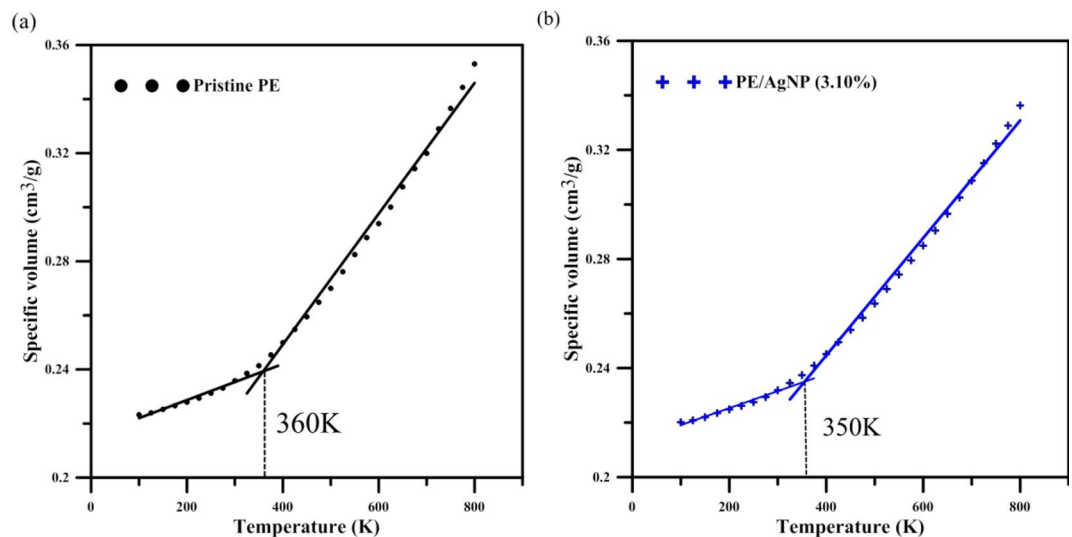 (a)
0.36
Pristine PE
0.32
0.28
0.24
0.2
Specific volume (cm³/g)
360K
0
200
400
600
800
Temperature (K)
(b)
0.36
PE/AgNP (3.10%)
0.32
0.28
0.24
0.2
Specific volume (cm³/g)
350K
0
200
400
600
800
Temperature (K)